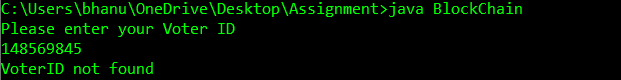 C:\Users\bhanu\OneDrive\Desktop\Assignment>java BlockChain
Please enter your Voter ID
148569845
VoterID not found